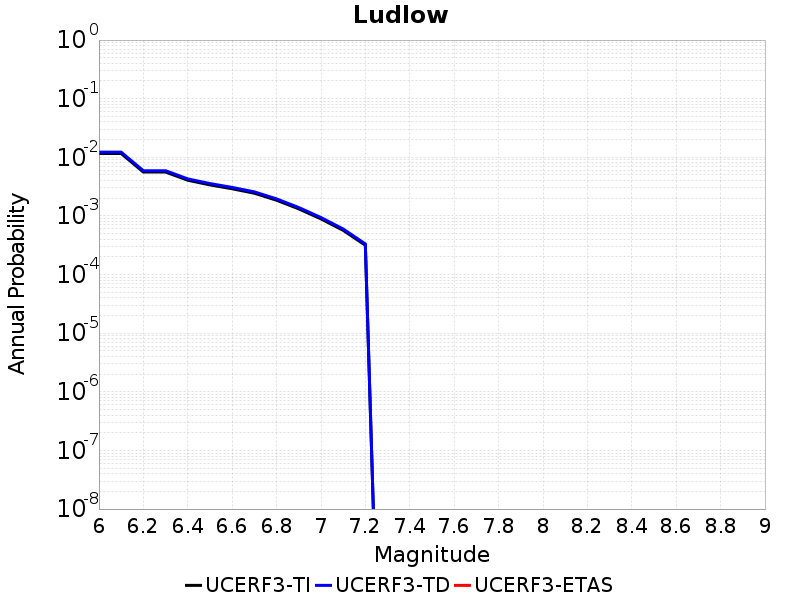 Ludlow
10^0
10^-1
10^-2
10^-3
10^-4
10^-5
10^-6
10^-7
10^-8
Annual Probability
6 6.2 6.4 6.6 6.8 7 7.2 7.4 7.6 7.8 8 8.2 8.4 8.6 8.8 9
Magnitude
UCERF3-TI UCERF3-TD UCERF3-ETAS